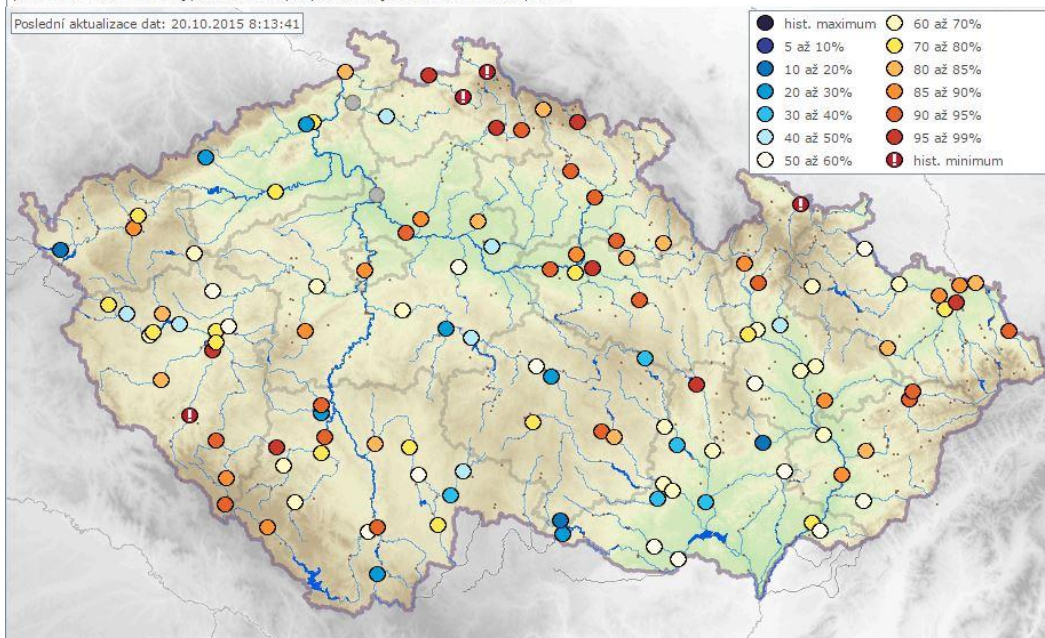 Poslední aktualizace dat: 20.10.2015 8:13:41
hist. maximum
5 až 10%
10 až 20%
20 až 30%
30 až 40%
40 až 50%
50 až 60%
60 až 70%
70 až 80%
80 až 85%
85 až 90%
90 až 95%
95 až 99%
hist. minimum